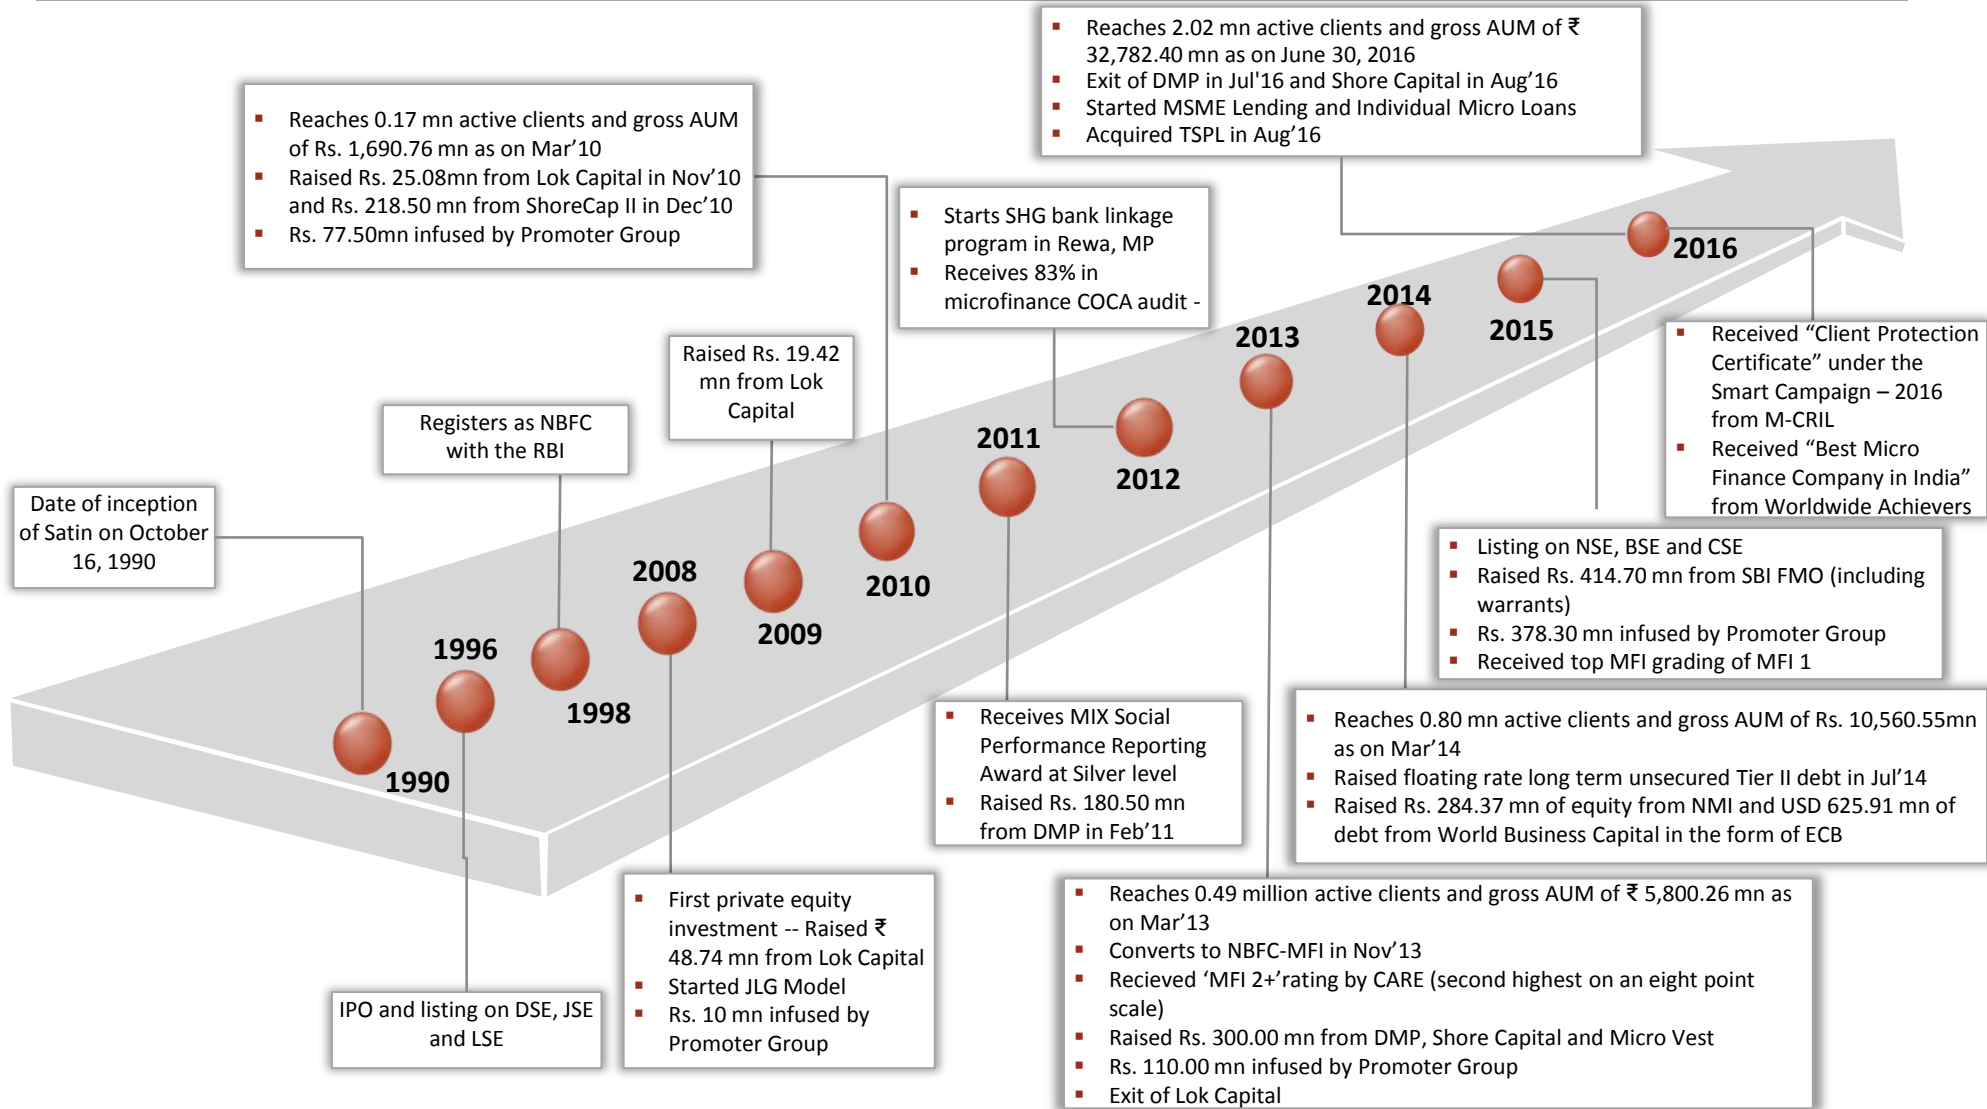 ▪ Reaches 2.02 mn active clients and gross AUM of ₹
32,782.40 mn as on June 30, 2016
▪ Exit of DMP in Jul'16 and Shore Capital in Aug’16
▪ Started MSME Lending and Individual Micro Loans
▪ Acquired TSPL in Aug’16
▪ Reaches 0.17 mn active clients and gross AUM
of Rs. 1,690.76 mn as on Mar’10
▪ Raised Rs. 25.08mn from Lok Capital in Nov’10
and Rs. 218.50 mn from ShoreCap II in Dec’10
▪ Rs. 77.50mn infused by Promoter Group
▪ Starts SHG bank linkage
program in Rewa, MP
▪ Receives 83% in
microfinance COCA audit -
Raised Rs. 19.42
mn from Lok
Capital
Registers as NBFC
with the RBI
Date of inception
of Satin on October
16, 1990
1990
1996
1998
2008
2009
2010
2011
2012
2013
2014
2015
2016
▪ Received “Client Protection
Certificate” under the
Smart Campaign – 2016
from M-CRIL
▪ Received “Best Micro
Finance Company in India”
from Worldwide Achievers
▪ Listing on NSE, BSE and CSE
▪ Raised Rs. 414.70 mn from SBI FMO (including
warrants)
▪ Rs. 378.30 mn infused by Promoter Group
▪ Received top MFI grading of MFI 1
▪ Reaches 0.80 mn active clients and gross AUM of Rs. 10,560.55mn
as on Mar’14
▪ Raised floating rate long term unsecured Tier II debt in Jul’14
▪ Raised Rs. 284.37 mn of equity from NMI and USD 625.91 mn of
debt from World Business Capital in the form of ECB
▪ Receives MIX Social
Performance Reporting
Award at Silver level
▪ Raised Rs. 180.50 mn
from DMP in Feb’11
▪ Reaches 0.49 million active clients and gross AUM of ₹ 5,800.26 mn as
on Mar’13
▪ Converts to NBFC-MFI in Nov’13
▪ Recieved ‘MFI 2+’rating by CARE (second highest on an eight point
scale)
▪ Raised Rs. 300.00 mn from DMP, Shore Capital and Micro Vest
▪ Rs. 110.00 mn infused by Promoter Group
▪ Exit of Lok Capital
▪ First private equity
investment -- Raised ₹
48.74 mn from Lok Capital
▪ Started JLG Model
▪ Rs. 10 mn infused by
Promoter Group
IPO and listing on DSE, JSE
and LSE